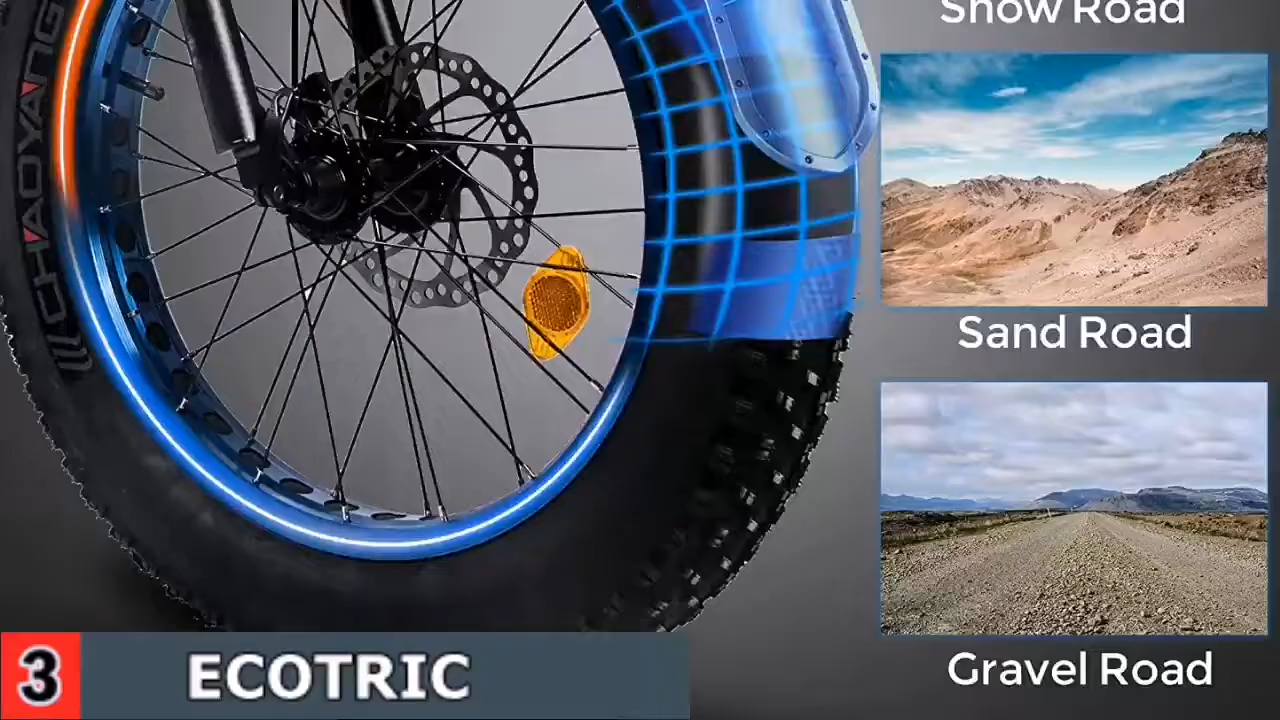 CHAOYANG
Snow Road
Sand Road
Gravel Road
3 ECOTRIC